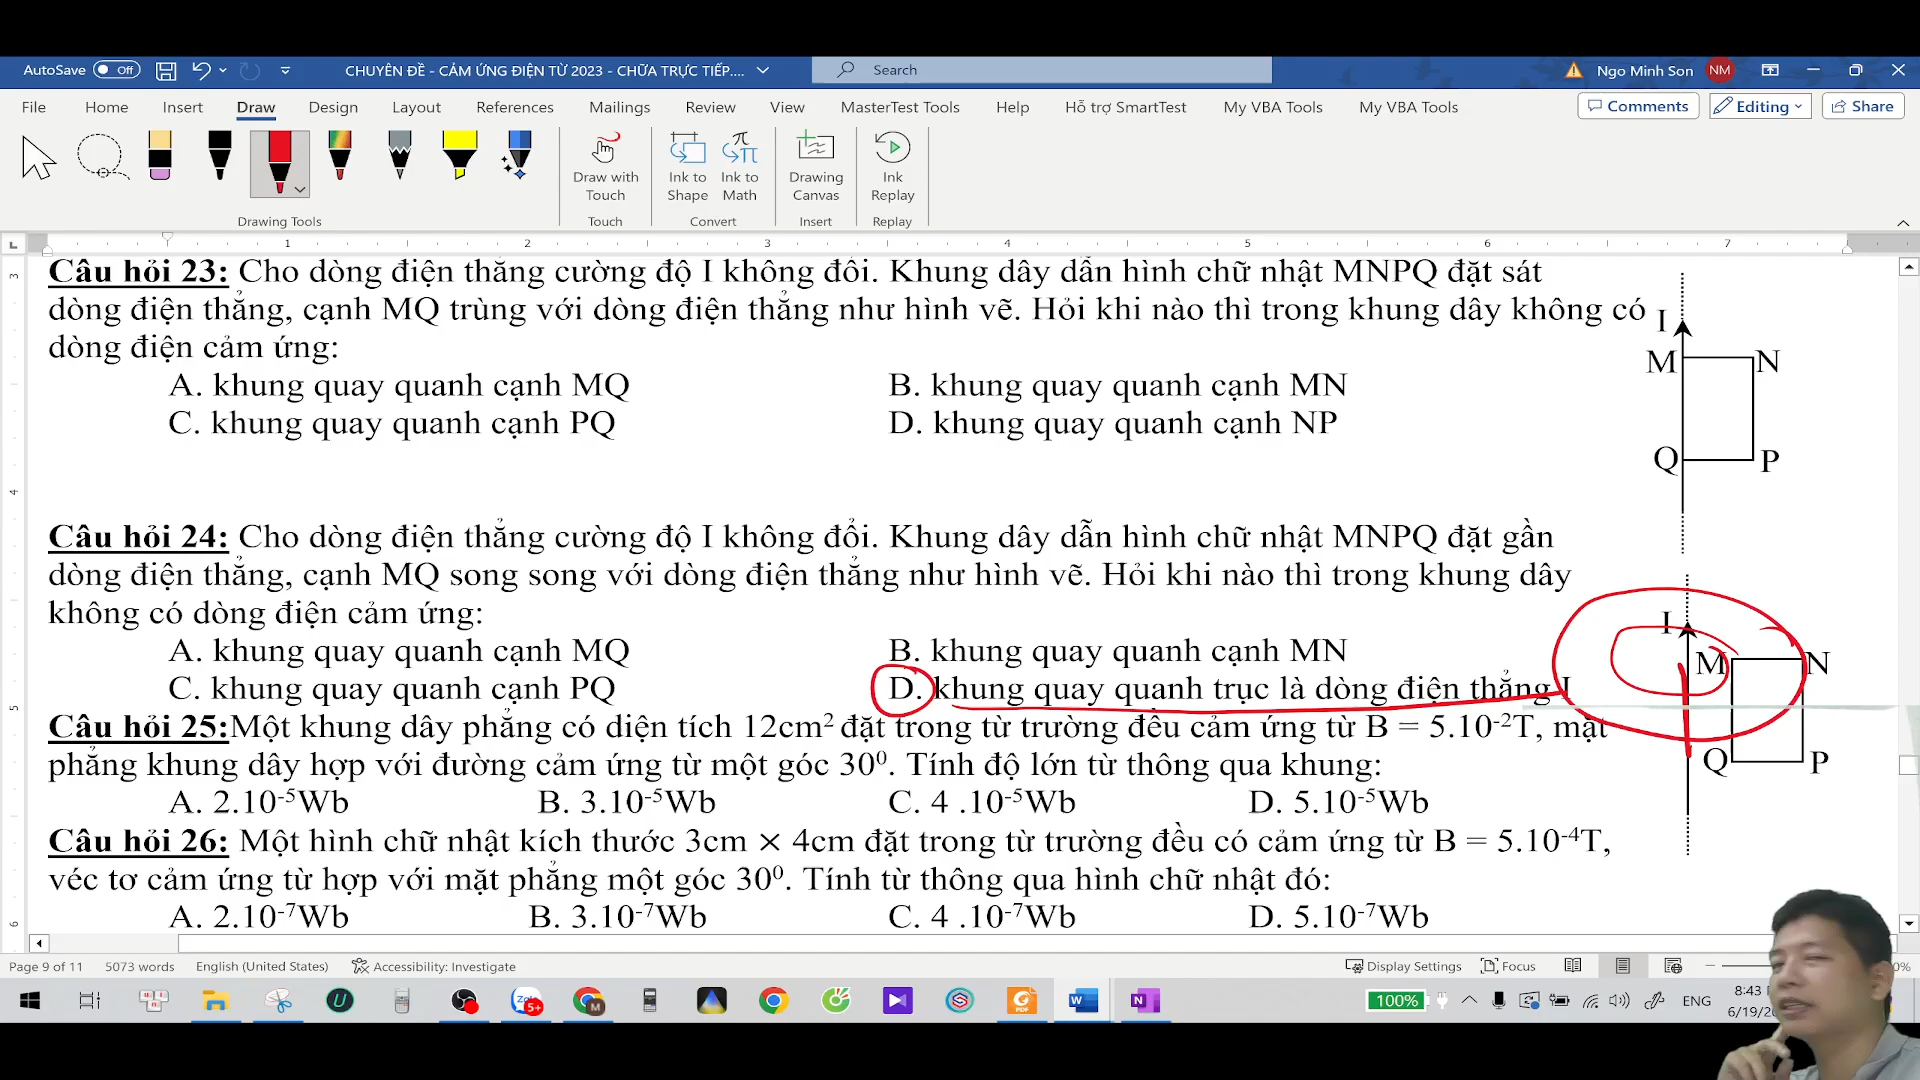 AutoSave Off CHUYÊN ĐỀ - CẢM ỨNG ĐIỆN TỪ 2023 - CHỮA TRỰC TIẾP.... Search Ngo Minh Son NM
File Home Insert Draw Design Layout References Mailings Review View MasterTest Tools Help Hỗ trợ SmartTest My VBA Tools My VBA Tools Comments Editing Share
Draw with Touch Ink to Shape Ink to Math Drawing Canvas Ink Replay
Drawing Tools Touch Convert Insert Replay
1 2 3 4 5 6 7
Câu hỏi 23: Cho dòng điện thẳng cường độ I không đổi. Khung dây dẫn hình chữ nhật MNPQ đặt sát
dòng điện thẳng, cạnh MQ trùng với dòng điện thẳng như hình vẽ. Hỏi khi nào thì trong khung dây không có
dòng điện cảm ứng:
A. khung quay quanh cạnh MQ B. khung quay quanh cạnh MN
C. khung quay quanh cạnh PQ D. khung quay quanh cạnh NP
I
M N
Q P
Câu hỏi 24: Cho dòng điện thẳng cường độ I không đổi. Khung dây dẫn hình chữ nhật MNPQ đặt gần
dòng điện thẳng, cạnh MQ song song với dòng điện thẳng như hình vẽ. Hỏi khi nào thì trong khung dây
không có dòng điện cảm ứng:
A. khung quay quanh cạnh MQ B. khung quay quanh cạnh MN
C. khung quay quanh cạnh PQ D. khung quay quanh trục là dòng điện thẳng I
I
M N
Q P
Câu hỏi 25:Một khung dây phẳng có diện tích 12cm² đặt trong từ trường đều cảm ứng từ B = 5.10⁻²T, mặt
phẳng khung dây hợp với đường cảm ứng từ một góc 30⁰. Tính độ lớn từ thông qua khung:
A. 2.10⁻⁵Wb B. 3.10⁻⁵Wb C. 4 .10⁻⁵Wb D. 5.10⁻⁵Wb
Câu hỏi 26: Một hình chữ nhật kích thước 3cm × 4cm đặt trong từ trường đều có cảm ứng từ B = 5.10⁻⁴T,
véc tơ cảm ứng từ hợp với mặt phẳng một góc 30⁰. Tính từ thông qua hình chữ nhật đó:
A. 2.10⁻⁷Wb B. 3.10⁻⁷Wb C. 4 .10⁻⁷Wb D. 5.10⁻⁷Wb
3
4
5
6
Page 9 of 11 5073 words English (United States) Accessibility: Investigate Display Settings Focus 0%
100% ENG 8:43
6/19/20